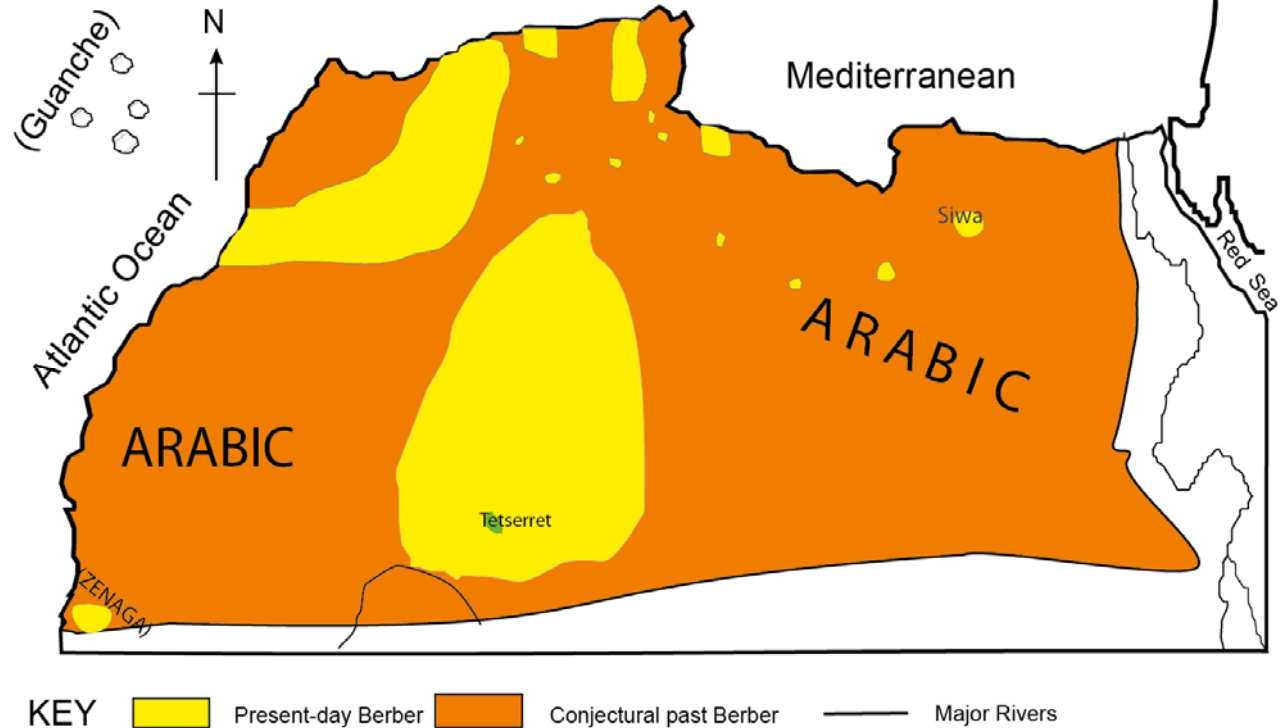 (Guanche)
N
Mediterranean
Atlantic Ocean
Siwa
Red Sea
ARABIC
ARABIC
Tetserret
(ZENAGA)
KEY
Present-day Berber
Conjectural past Berber
Major Rivers